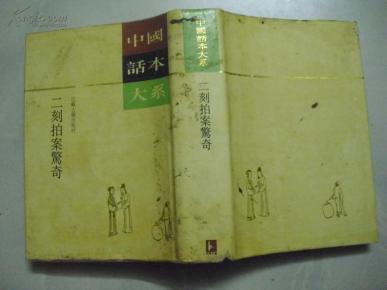 中國
話本
大系
二刻拍案驚奇
中國話本大系
二刻拍案驚奇